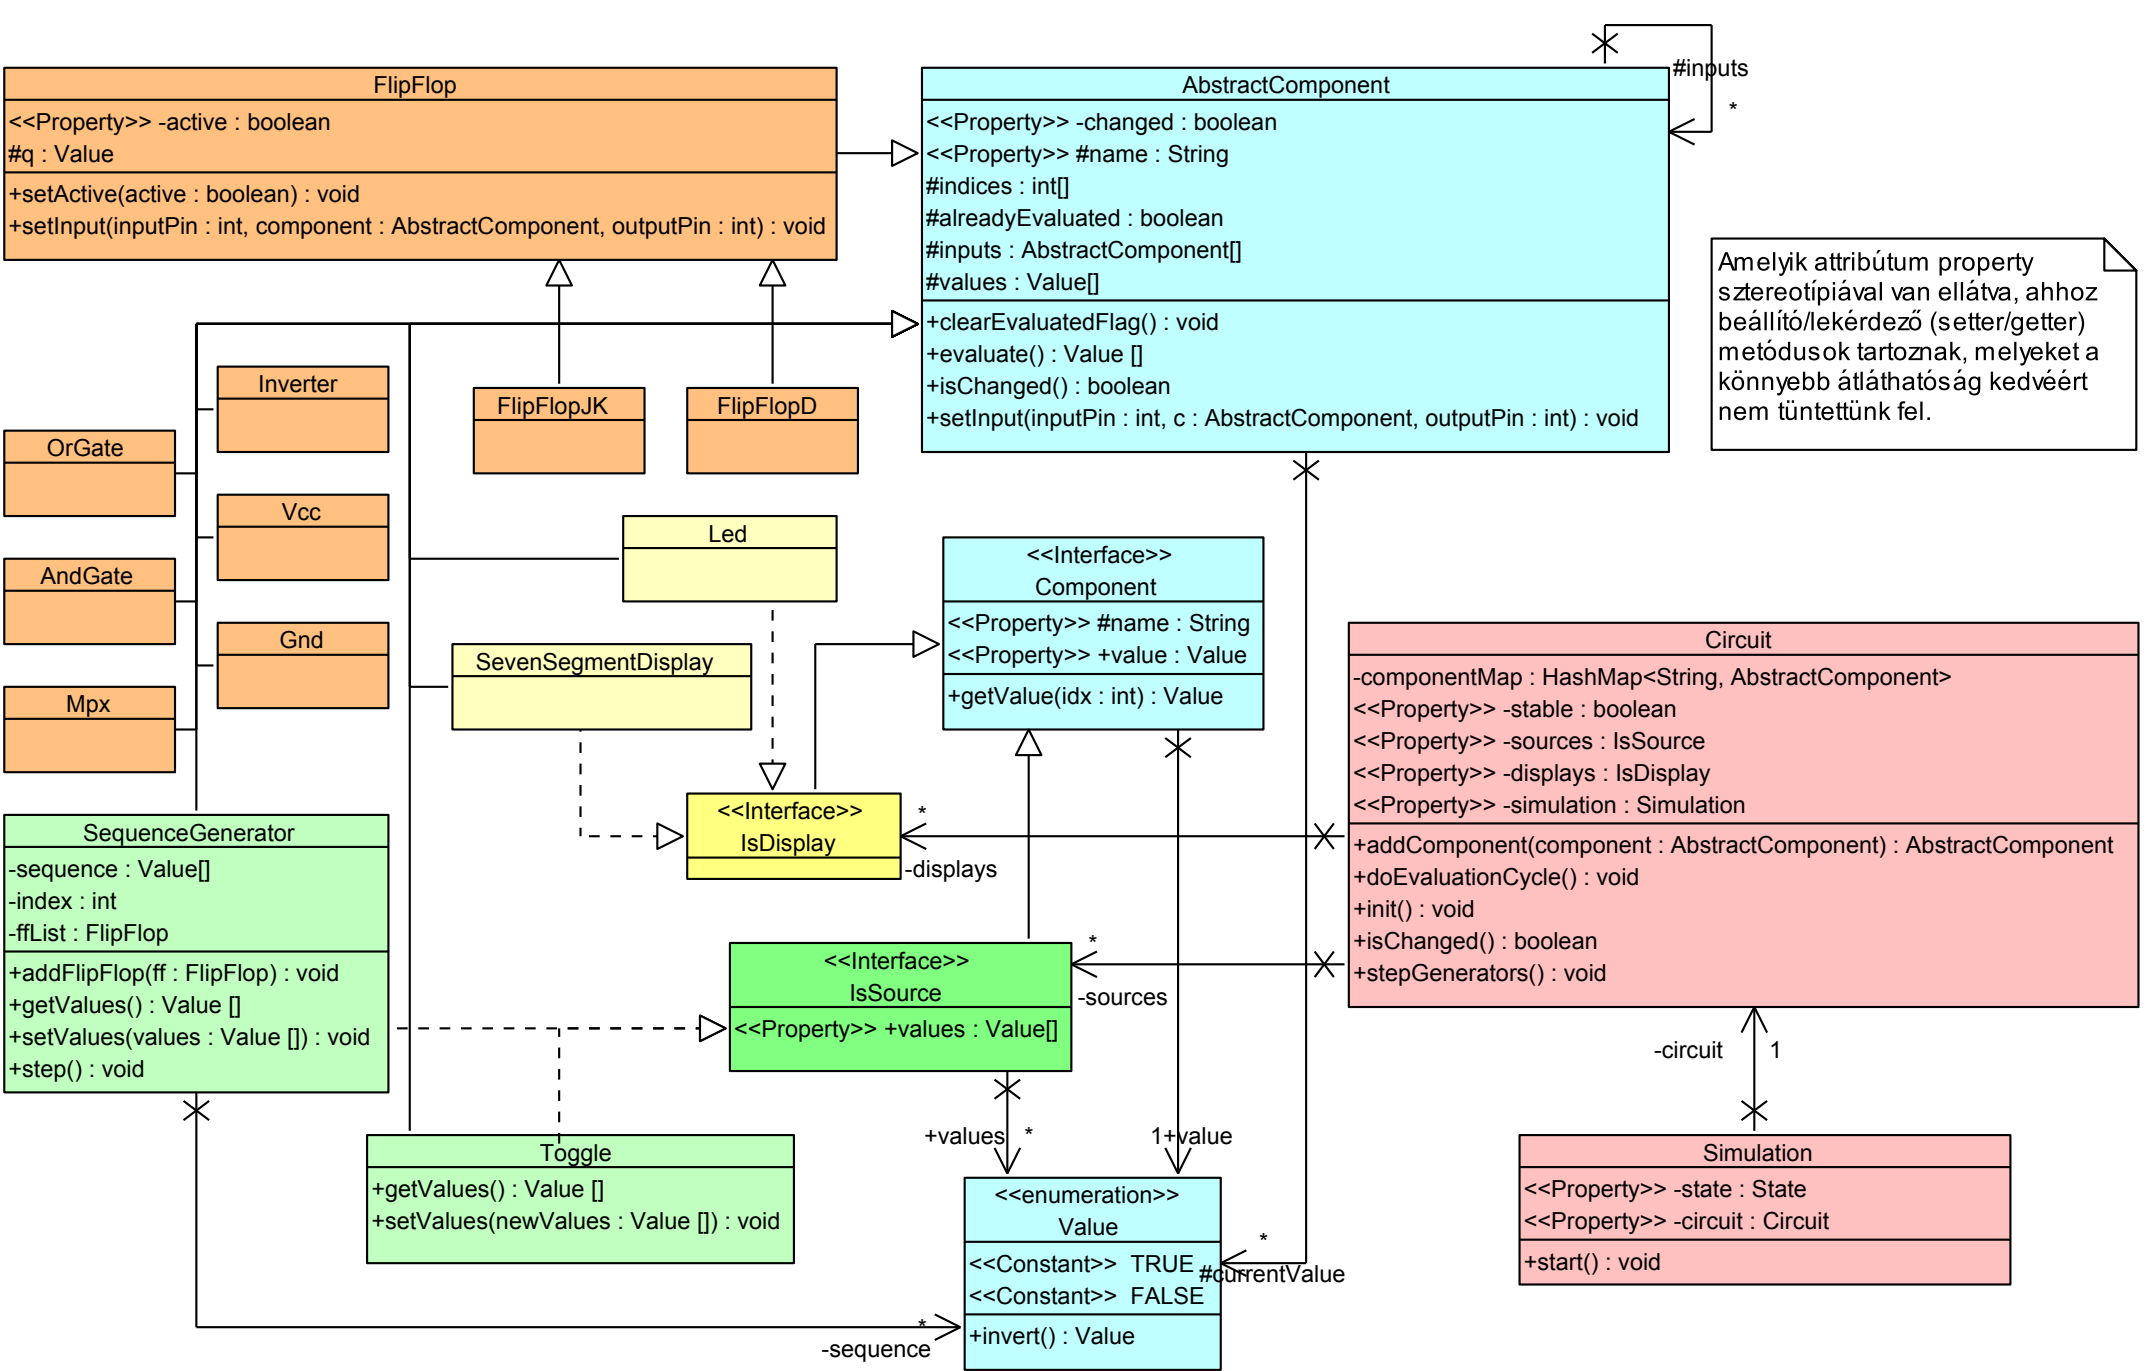 FlipFlop
<<Property>> -active : boolean
#q : Value
+setActive(active : boolean) : void
+setInput(inputPin : int, component : AbstractComponent, outputPin : int) : void
AbstractComponent
<<Property>> -changed : boolean
<<Property>> #name : String
#indices : int[]
#alreadyEvaluated : boolean
#inputs : AbstractComponent[]
#values : Value[]
+clearEvaluatedFlag() : void
+evaluate() : Value []
+isChanged() : boolean
+setInput(inputPin : int, c : AbstractComponent, outputPin : int) : void
#inputs
*
Amelyik attribútum property
sztereotípiával van ellátva, ahhoz
beállító/lekérdező (setter/getter)
metódusok tartoznak, melyeket a
könnyebb átláthatóság kedvéért
nem tüntettünk fel.
Inverter
OrGate
Vcc
AndGate
Gnd
Mpx
FlipFlopJK
FlipFlopD
Led
SevenSegmentDisplay
<<Interface>>
Component
<<Property>> #name : String
<<Property>> +value : Value
+getValue(idx : int) : Value
<<Interface>>
IsDisplay
*
-displays
Circuit
-componentMap : HashMap<String, AbstractComponent>
<<Property>> -stable : boolean
<<Property>> -sources : IsSource
<<Property>> -displays : IsDisplay
<<Property>> -simulation : Simulation
+addComponent(component : AbstractComponent) : AbstractComponent
+doEvaluationCycle() : void
+init() : void
+isChanged() : boolean
+stepGenerators() : void
SequenceGenerator
-sequence : Value[]
-index : int
-ffList : FlipFlop
+addFlipFlop(ff : FlipFlop) : void
+getValues() : Value []
+setValues(values : Value []) : void
+step() : void
<<Interface>>
IsSource
<<Property>> +values : Value[]
*
-sources
-circuit 1
Toggle
+getValues() : Value []
+setValues(newValues : Value []) : void
+values *
1+value
<<enumeration>>
Value
<<Constant>> TRUE
<<Constant>> FALSE
+invert() : Value
*
#currentValue
*
-sequence
Simulation
<<Property>> -state : State
<<Property>> -circuit : Circuit
+start() : void